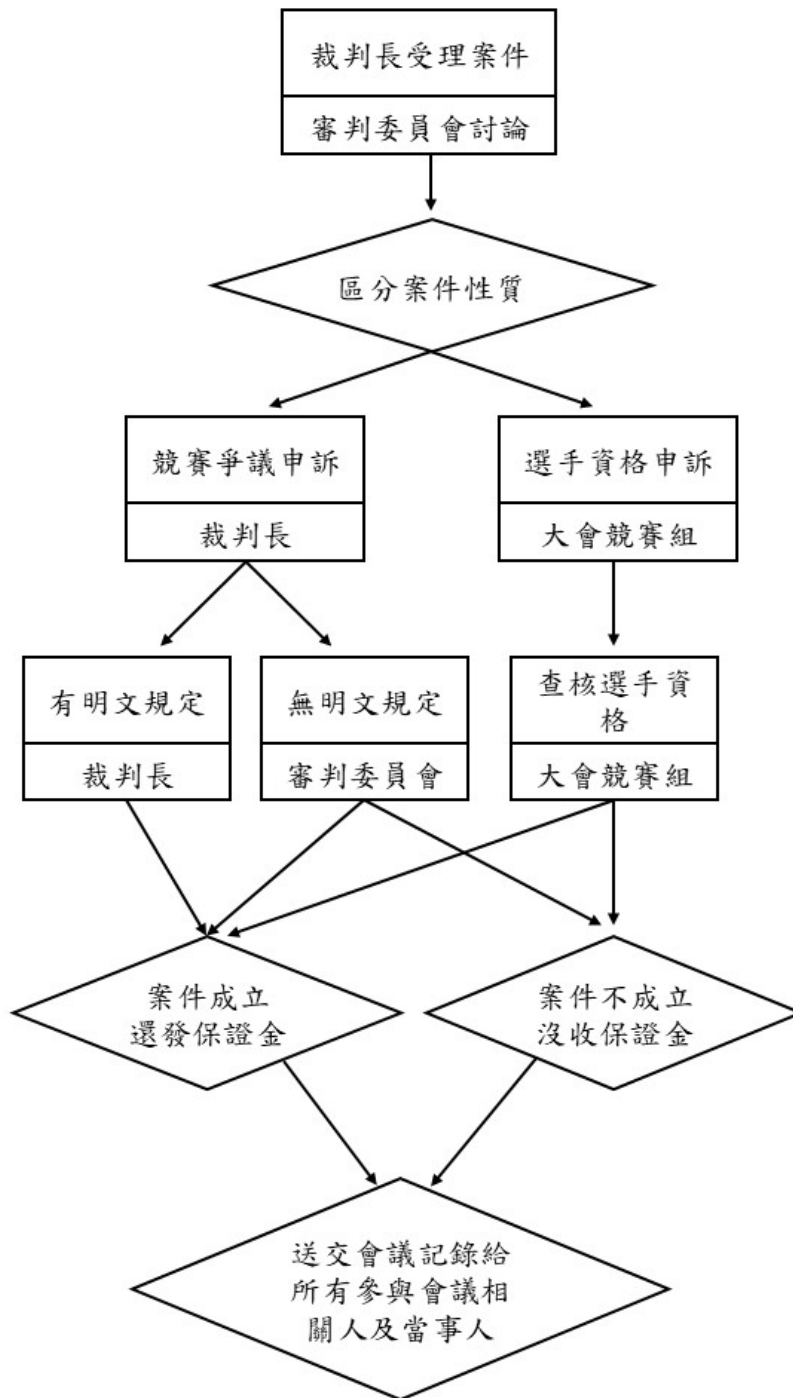 裁判長受理案件
審判委員會討論
區分案件性質
競賽爭議申訴
裁判長
選手資格申訴
大會競賽組
有明文規定
裁判長
無明文規定
審判委員會
查核選手資
格
大會競賽組
案件成立
還發保證金
案件不成立
沒收保證金
送交會議記錄給
所有參與會議相
關人及當事人